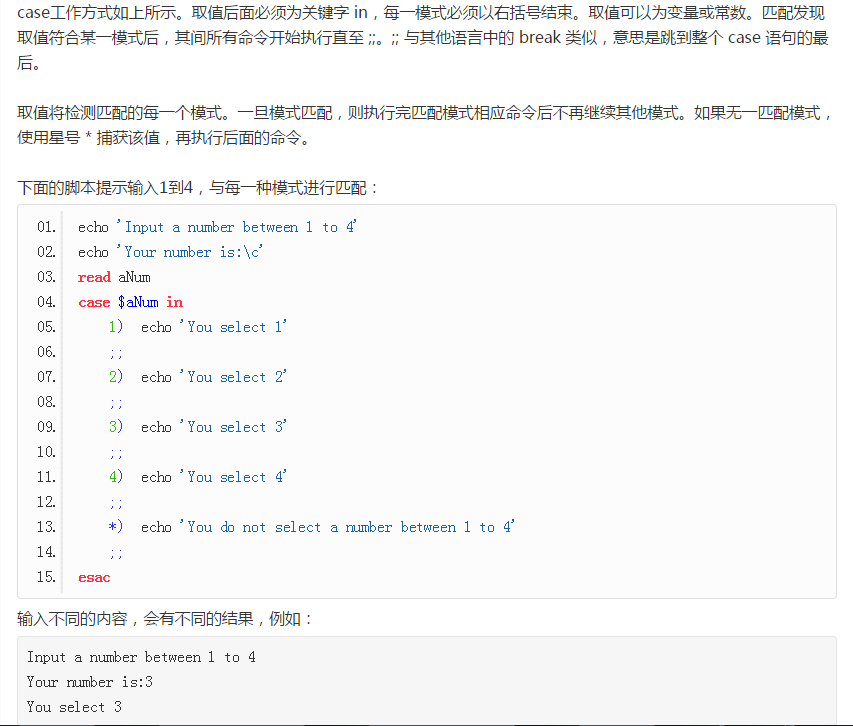 case工作方式如上所示。取值后面必须为关键字 in，每一模式必须以右括号结束。取值可以为变量或常数。匹配发现
取值符合某一模式后，其间所有命令开始执行直至 ;;。;; 与其他语言中的 break 类似，意思是跳到整个 case 语句的最
后。
取值将检测匹配的每一个模式。一旦模式匹配，则执行完匹配模式相应命令后不再继续其他模式。如果无一匹配模式，
使用星号 * 捕获该值，再执行后面的命令。
下面的脚本提示输入1到4，与每一种模式进行匹配：
01. echo 'Input a number between 1 to 4'
02. echo 'Your number is:\c'
03. read aNum
04. case $aNum in
05. 1) echo 'You select 1'
06. ;;
07. 2) echo 'You select 2'
08. ;;
09. 3) echo 'You select 3'
10. ;;
11. 4) echo 'You select 4'
12. ;;
13. *) echo 'You do not select a number between 1 to 4'
14. ;;
15. esac
输入不同的内容，会有不同的结果，例如：
Input a number between 1 to 4
Your number is:3
You select 3